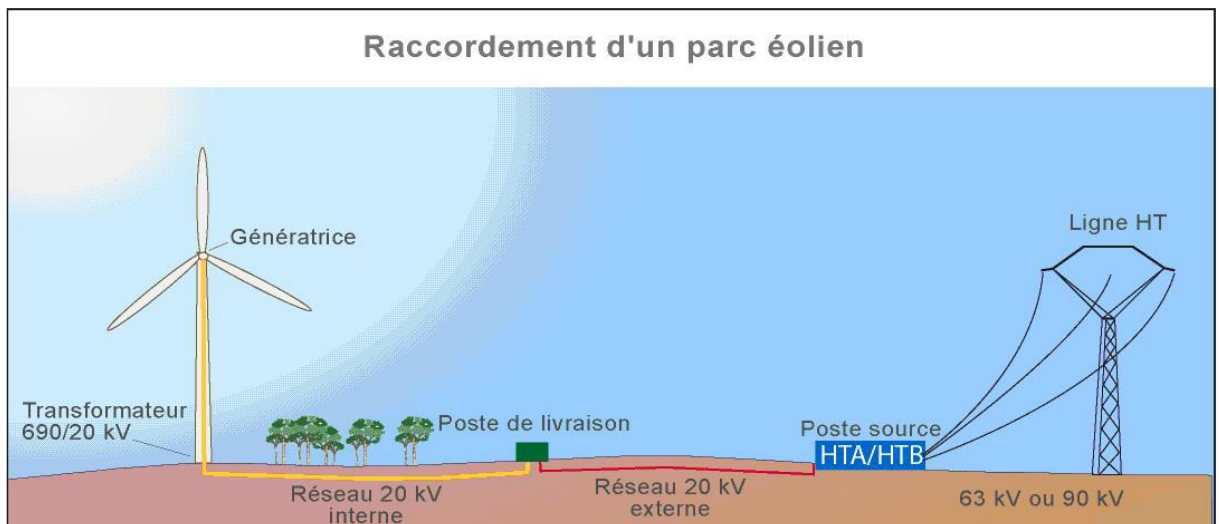 Raccordement d'un parc éolien
Génératrice
Ligne HT
Transformateur
690/20 kV
Poste de livraison
Poste source
HTA/HTB
Réseau 20 kV
interne
Réseau 20 kV
externe
63 kV ou 90 kV